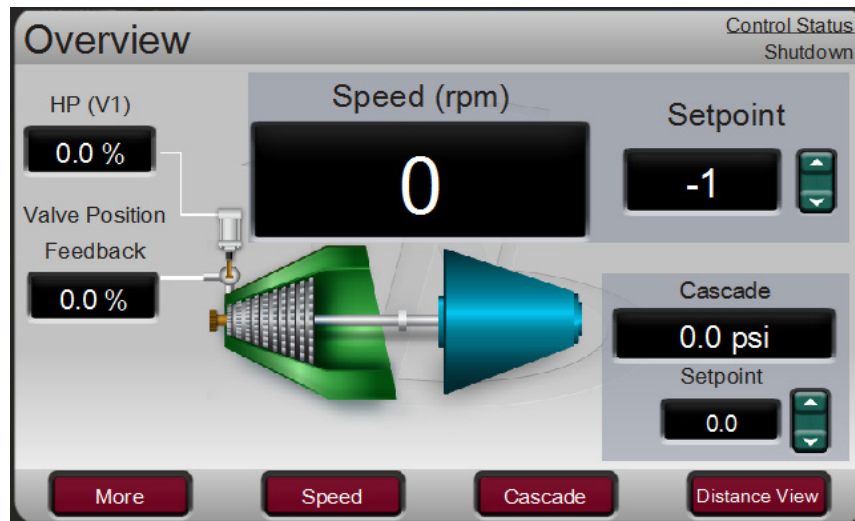 Overview
Control Status
Shutdown
HP (V1)
0.0 %
Valve Position
Feedback
0.0 %
Speed (rpm)
0
Setpoint
-1
Cascade
0.0 psi
Setpoint
0.0
More
Speed
Cascade
Distance View